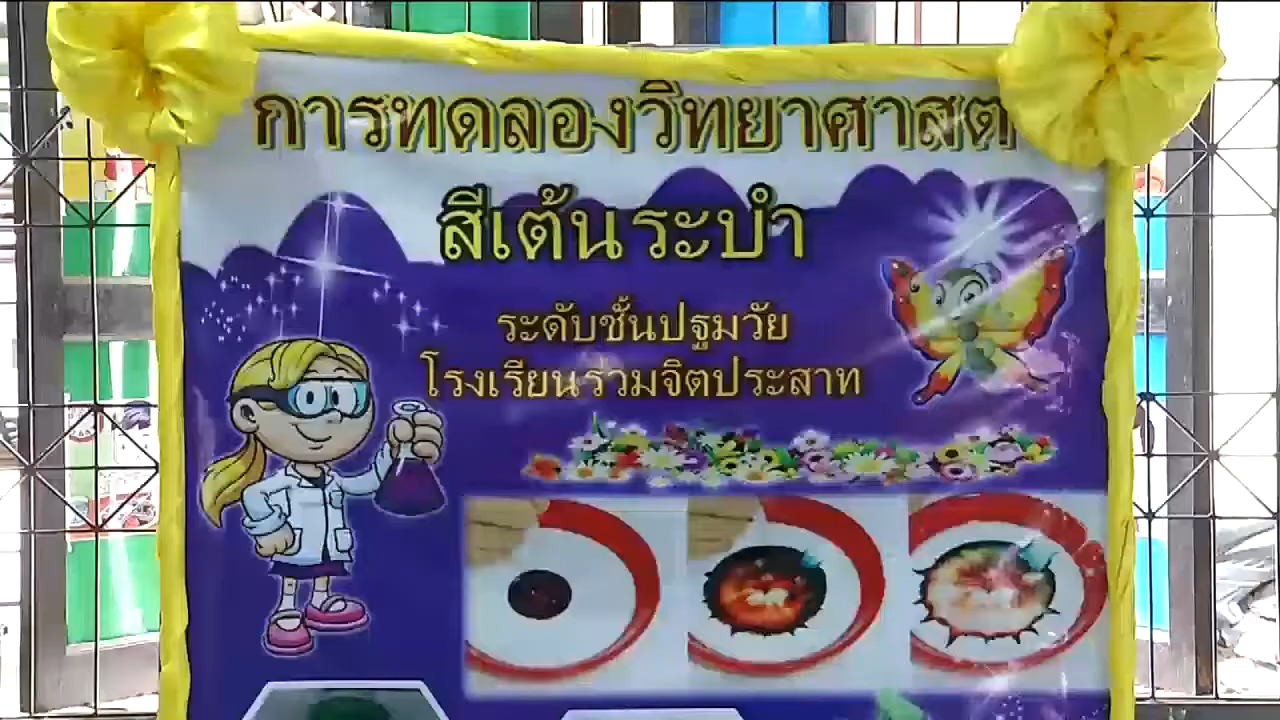 การทดลองวิทยาศาสต
สีเต้นระบำ
ระดับชั้นปฐมวัย
โรงเรียนร่วมจิตประสาท